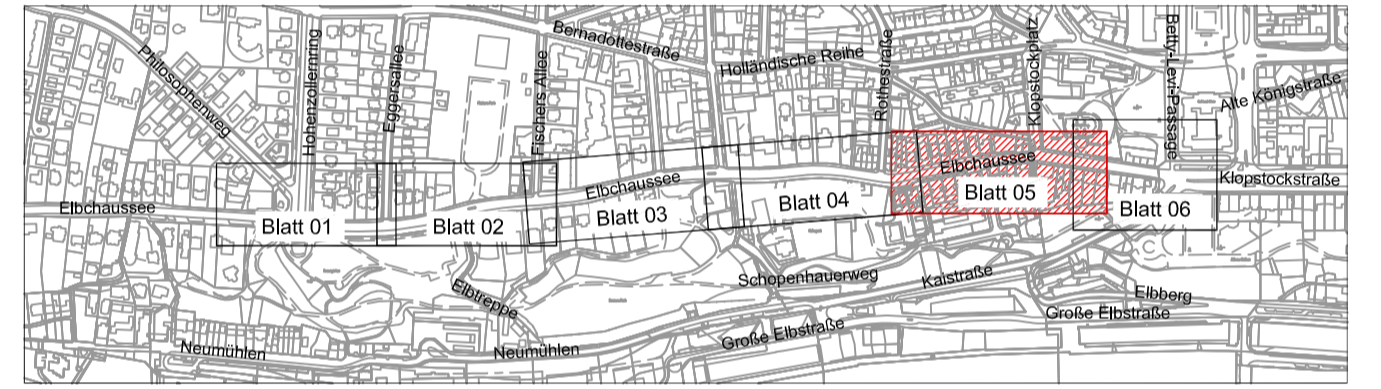 Philosophenweg
Hohenzollernring
Eggersallee
Fischers Allee
Bernadottestraße
Holländische Reihe
Rothestraße
Klopstockplatz
Betty-Levi-Passage
Alte Königstraße
Elbchaussee
Elbchaussee
Elbchaussee
Klopstockstraße
Blatt 01
Blatt 02
Blatt 03
Blatt 04
Blatt 05
Blatt 06
Elbtreppe
Schopenhauerweg
Kaistraße
Elbberg
Große Elbstraße
Große Elbstraße
Neumühlen
Neumühlen